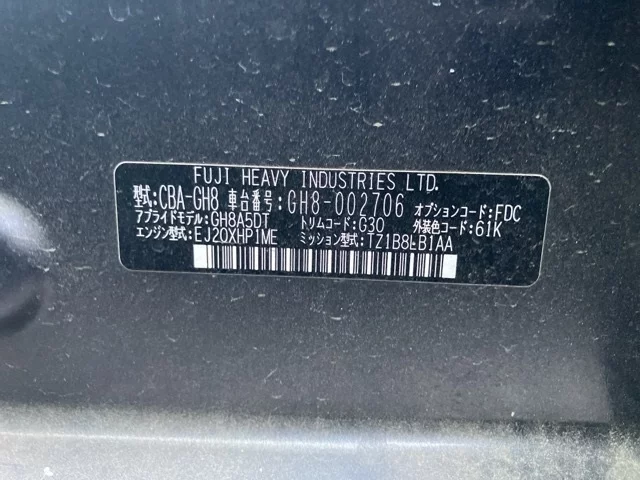 FUJI HEAVY INDUSTRIES LTD.
型式:CBA-GH8 車台番号:GH8-002706 オプションコード:FDC
7プライドモデル:GH8A5DT トリムコード:G30 外装色コード:61K
エンジン型式:EJ20XHP1ME ミッション型式:TZ1B8LB1AA